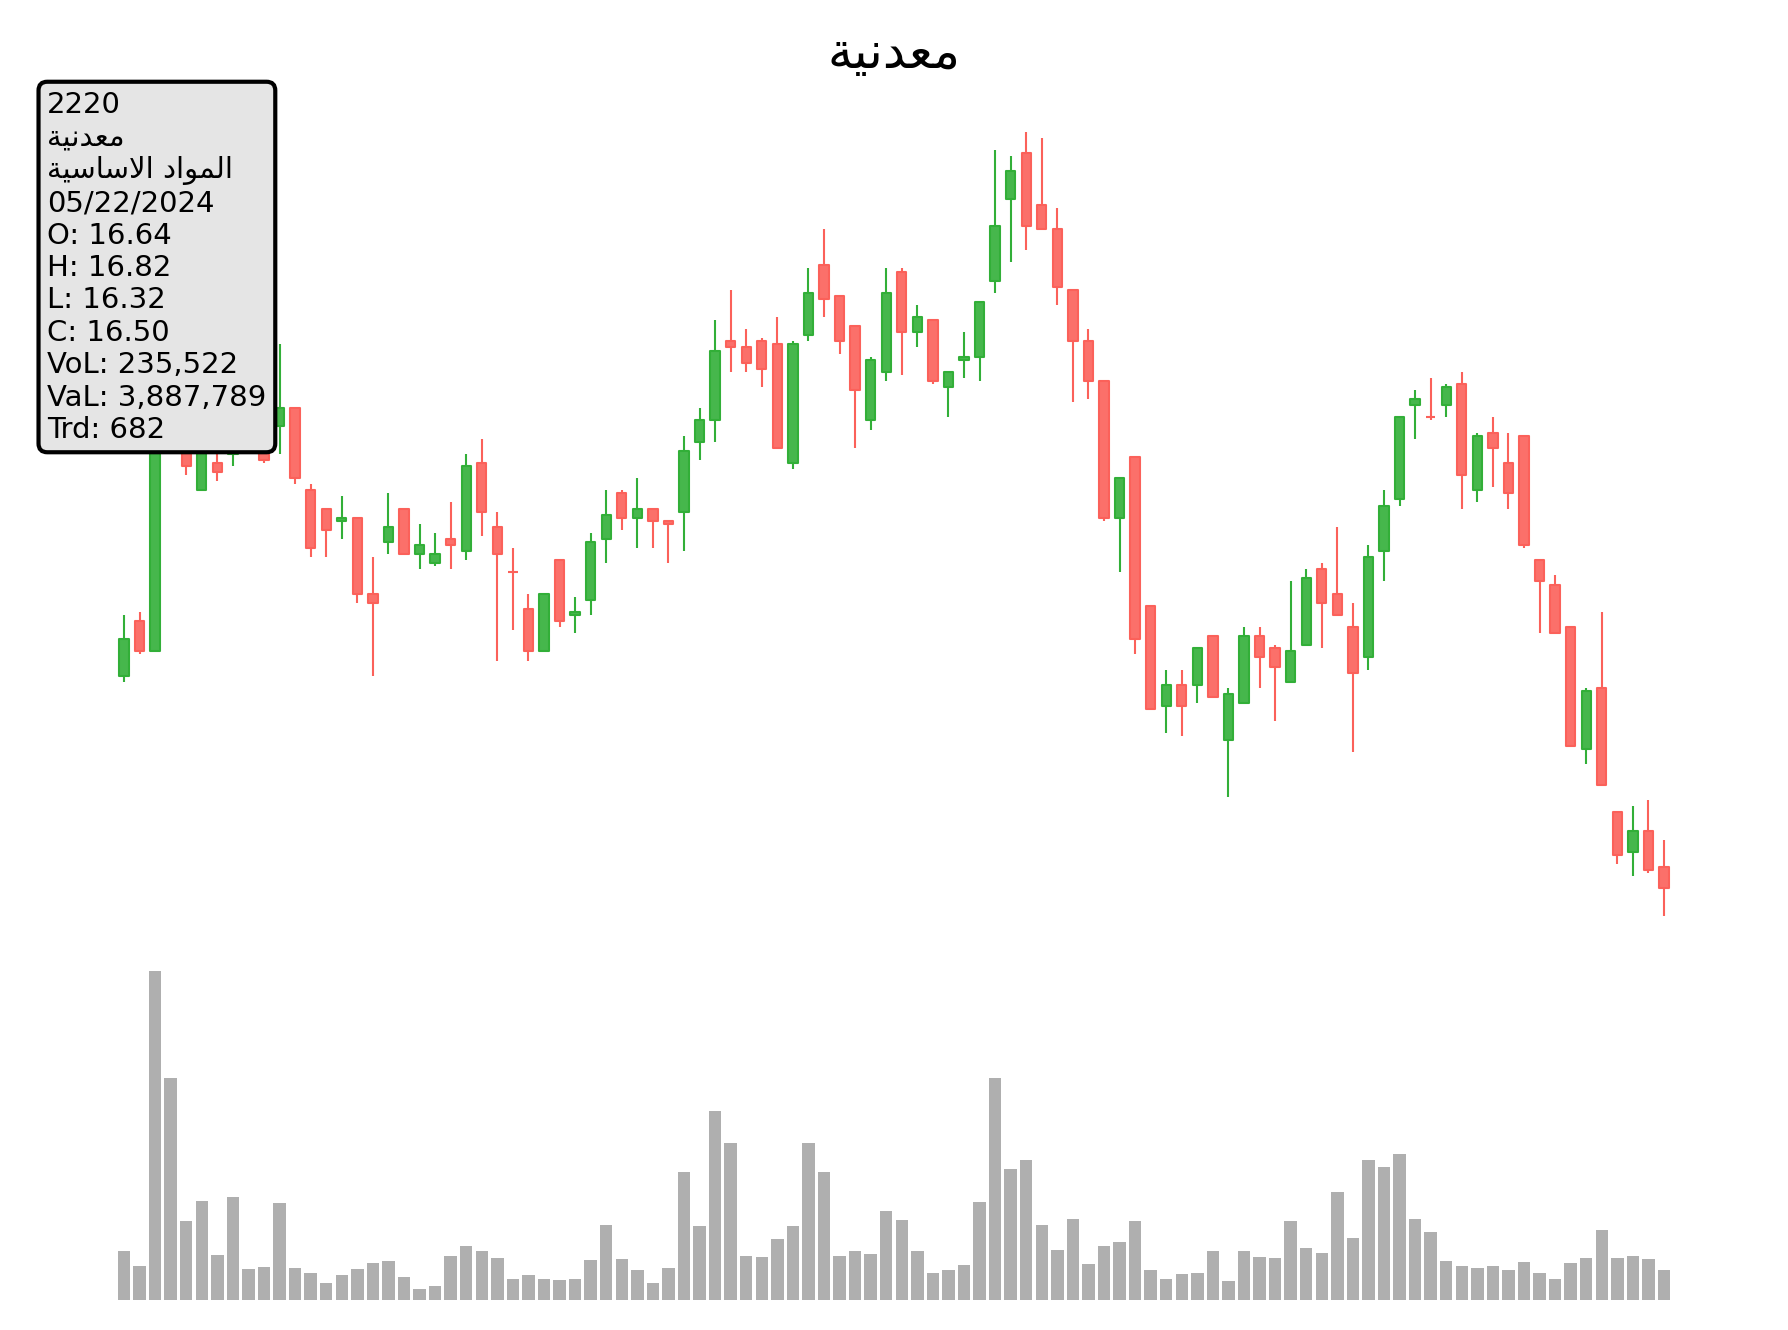 معدنية
2220
معدنية
المواد الاساسية
05/22/2024
O: 16.64
H: 16.82
L: 16.32
C: 16.50
VoL: 235,522
VaL: 3,887,789
Trd: 682